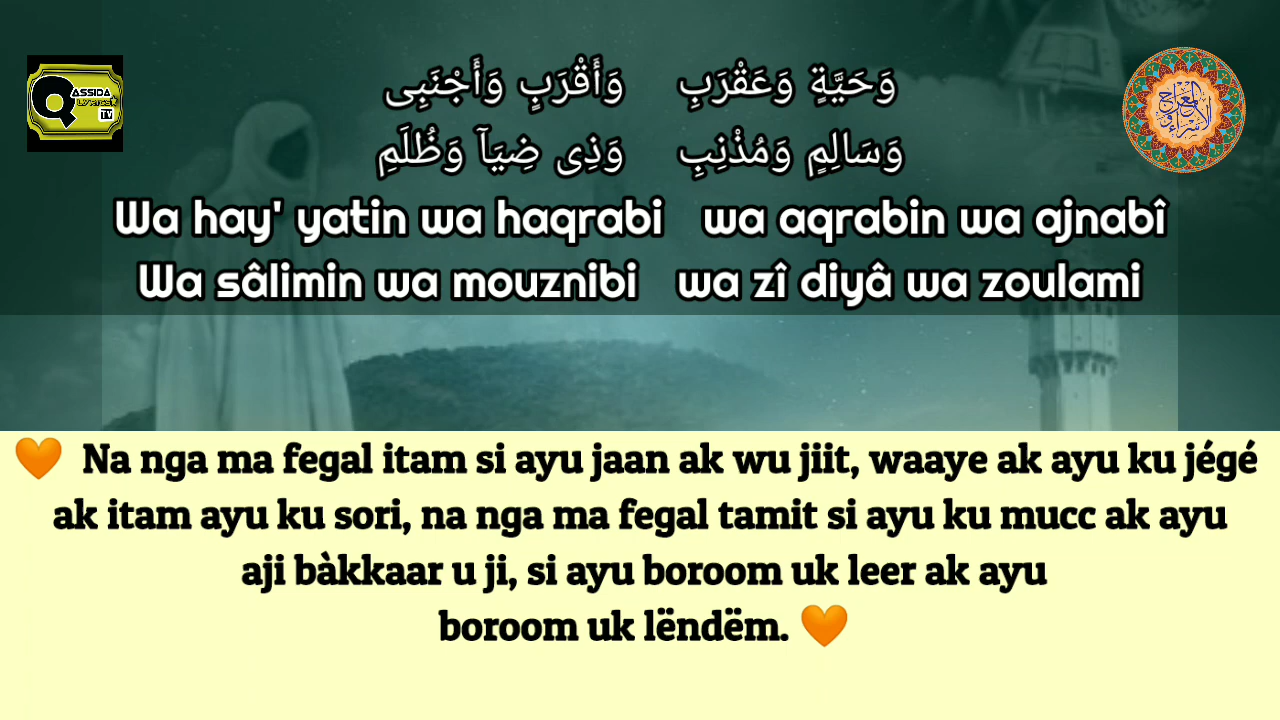 QASSIDA
Lyrics
TV
وَحَيَّةٍ وَعَقْرَبِ وَأَقْرَبٍ وَأَجْنَبِى
وَسَالِمٍ وَمُذْنِبِ وَذِى ضِيَآ وَظُلَمِ
Wa hay' yatin wa haqrabi wa aqrabin wa ajnabî
Wa sâlimin wa mouznibi wa zî diyâ wa zoulami
🧡 Na nga ma fegal itam si ayu jaan ak wu jiit, waaye ak ayu ku jégé
ak itam ayu ku sori, na nga ma fegal tamit si ayu ku mucc ak ayu
aji bàkkaar u ji, si ayu boroom uk leer ak ayu
boroom uk lëndëm. 🧡